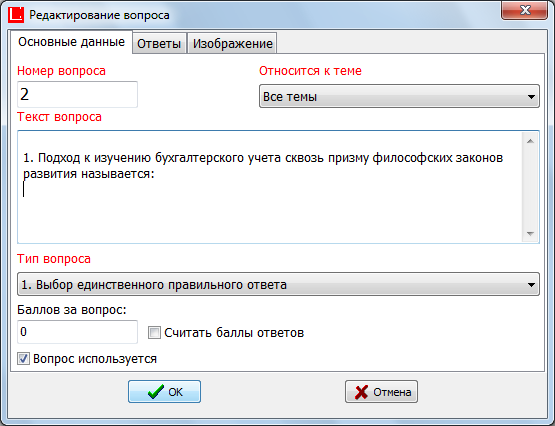 Редактирование вопроса
Основные данные
Ответы
Изображение
Номер вопроса
Относится к теме
2
Все темы
Текст вопроса
1. Подход к изучению бухгалтерского учета сквозь призму философских законов
развития называется:
Тип вопроса
1. Выбор единственного правильного ответа
Баллов за вопрос:
0
Считать баллы ответов
Вопрос используется
OK
Отмена